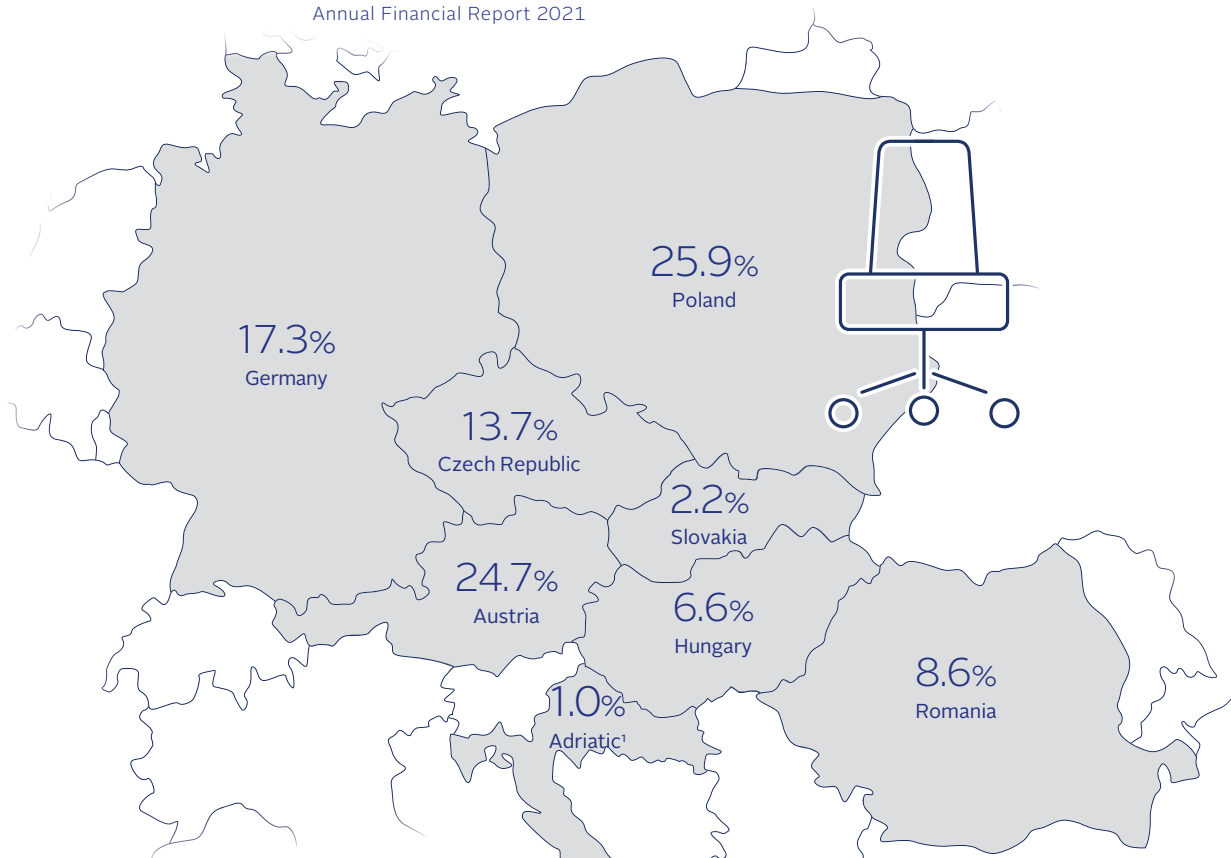 Annual Financial Report 2021
25.9%
Poland
17.3%
Germany
13.7%
Czech Republic
2.2%
Slovakia
24.7%
Austria
6.6%
Hungary
8.6%
Romania
1.0%
Adriatic¹